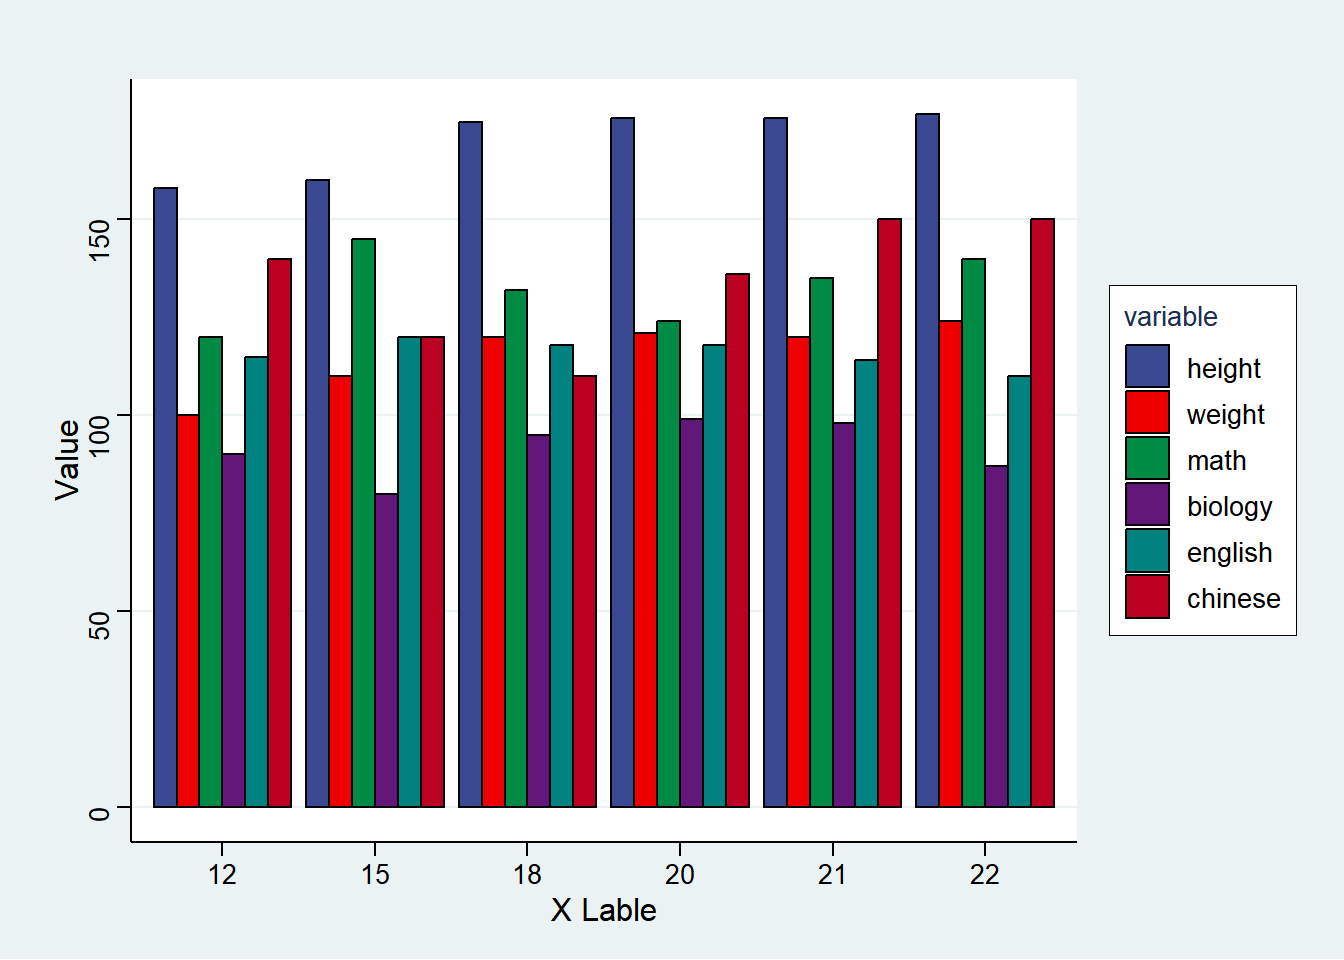 Value
150
100
50
0
12 15 18 20 21 22
X Lable
variable
height
weight
math
biology
english
chinese